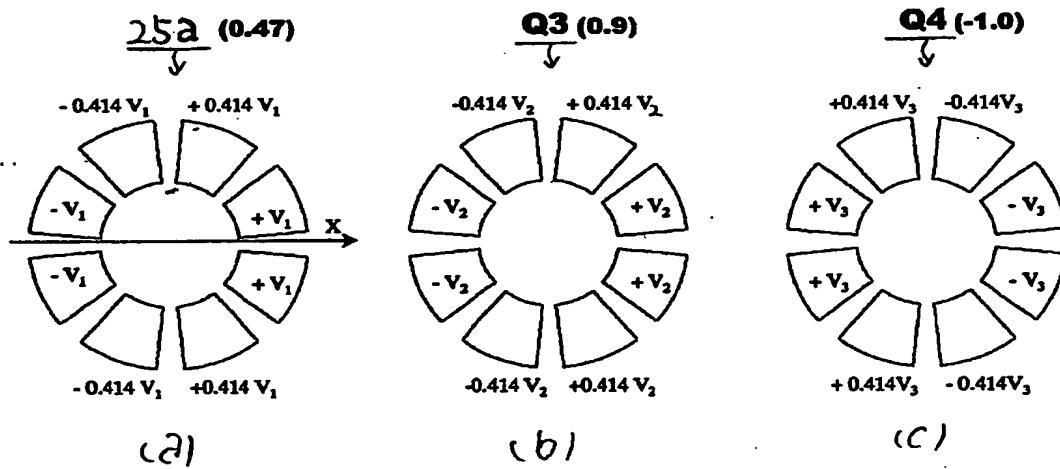 25a (0.47)
- 0.414 V1 + 0.414 V1
- V1 + V1
X
- V1 + V1
- 0.414 V1 +0.414 V1
(a)
Q3 (0.9)
-0.414 V2 + 0.414 V2
- V2 + V2
- V2 + V2
-0.414 V2 +0.414 V2
(b)
Q4 (-1.0)
+0.414 V3 -0.414V3
+ V3 - V3
+ V3 - V3
+ 0.414V3 - 0.414V3
(c)